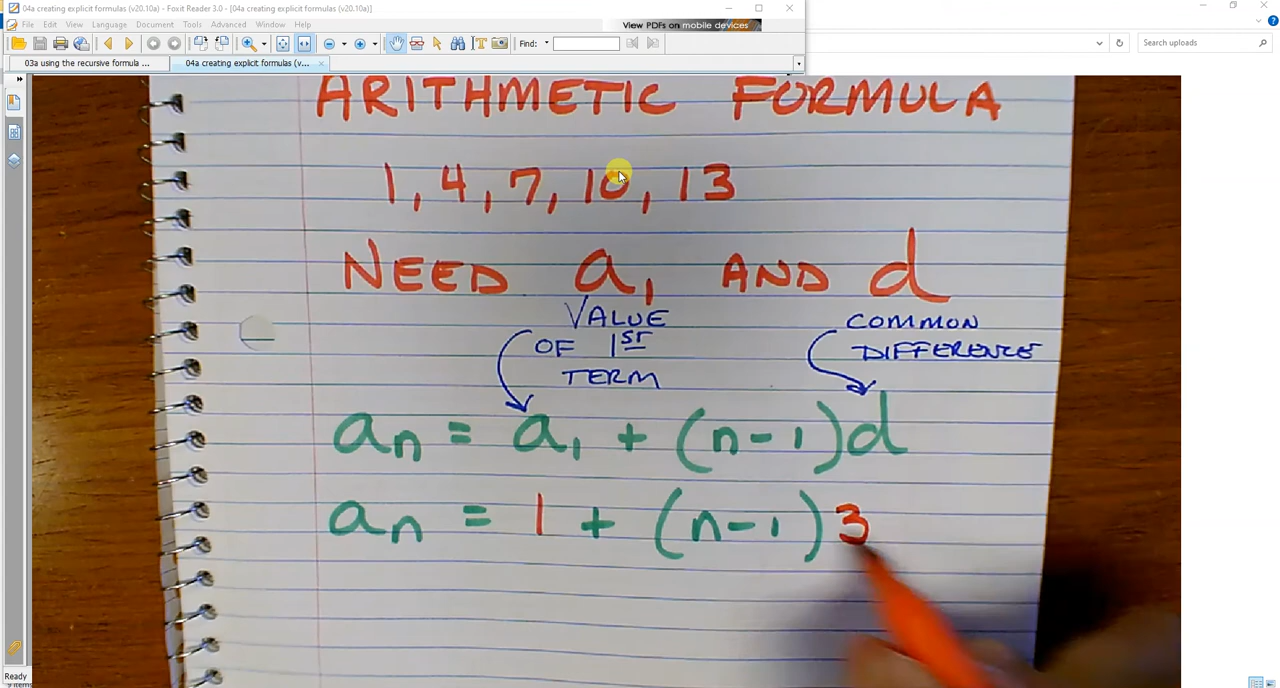 04a creating explicit formulas (v20.10a) - Foxit Reader 3.0 - [04a creating explicit formulas (v20.10a)]
File Edit View Language Document Tools Advanced Window Help
View PDFs on mobile devices
Find:
Search uploads
03a using the recursive formula ...
04a creating explicit formulas (v... ×
ARITHMETIC FORMULA
1, 4, 7, 10, 13
NEED a₁ AND d
VALUE
OF 1ST
TERM
COMMON
DIFFERENCE
aₙ = a₁ + (n-1)d
aₙ = 1 + (n-1)3
Ready